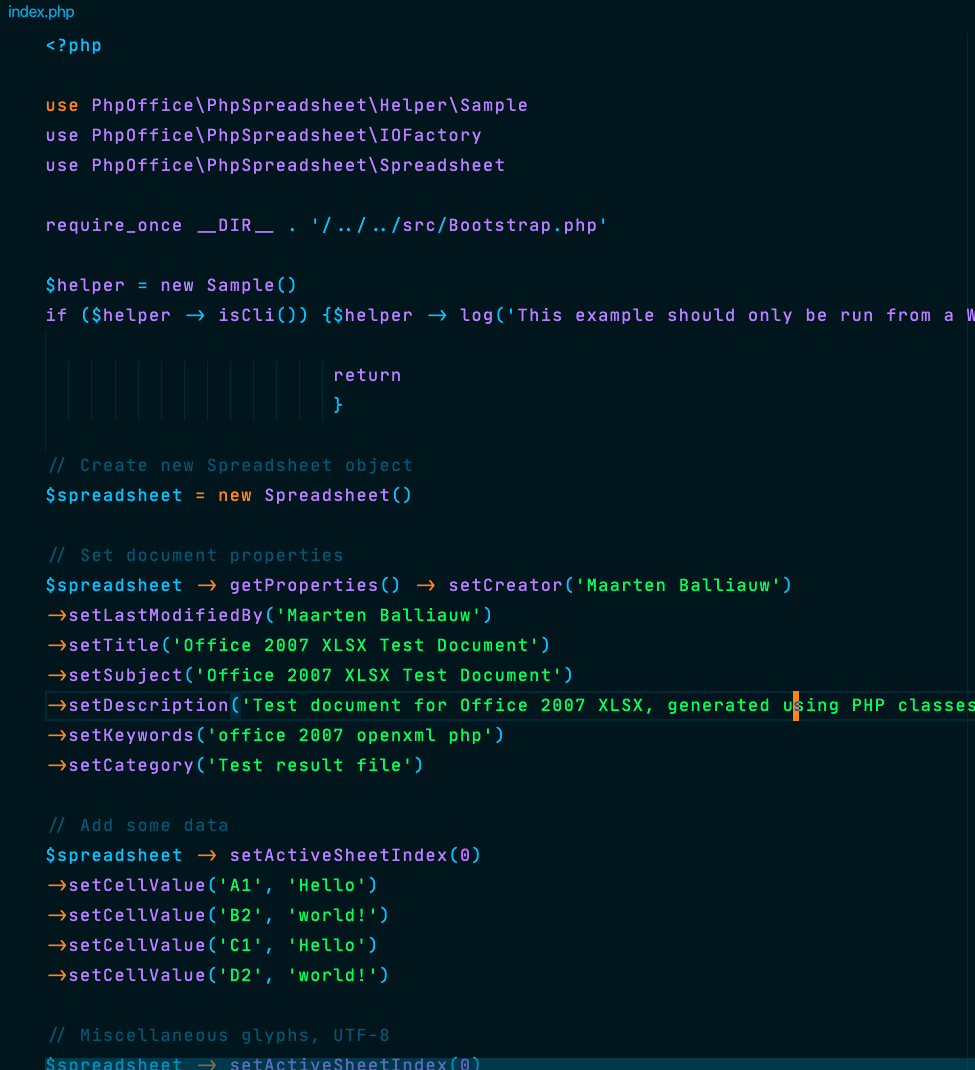 index.php
<?php
use PhpOffice\PhpSpreadsheet\Helper\Sample
use PhpOffice\PhpSpreadsheet\IOFactory
use PhpOffice\PhpSpreadsheet\Spreadsheet
require_once __DIR__ . '/../../src/Bootstrap.php'
$helper = new Sample()
if ($helper -> isCli()) {$helper -> log('This example should only be run from a W
return
}
// Create new Spreadsheet object
$spreadsheet = new Spreadsheet()
// Set document properties
$spreadsheet -> getProperties() -> setCreator('Maarten Balliauw')
->setLastModifiedBy('Maarten Balliauw')
->setTitle('Office 2007 XLSX Test Document')
->setSubject('Office 2007 XLSX Test Document')
->setDescription('Test document for Office 2007 XLSX, generated using PHP classes
->setKeywords('office 2007 openxml php')
->setCategory('Test result file')
// Add some data
$spreadsheet -> setActiveSheetIndex(0)
->setCellValue('A1', 'Hello')
->setCellValue('B2', 'world!')
->setCellValue('C1', 'Hello')
->setCellValue('D2', 'world!')
// Miscellaneous glyphs, UTF-8
$spreadsheet -> setActiveSheetIndex(0)